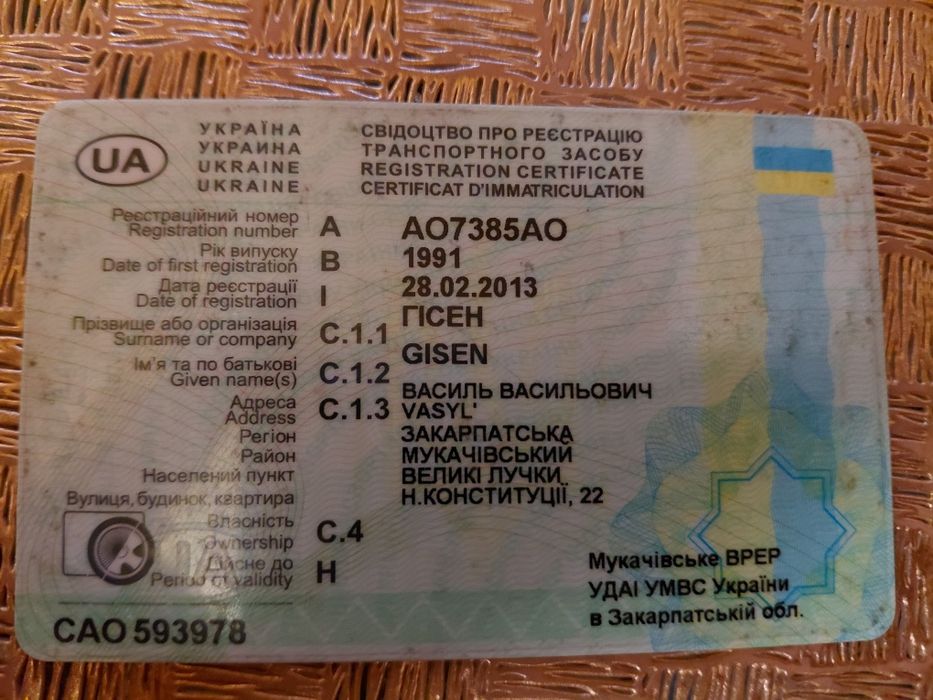 UA
УКРАЇНА
УКРАИНА
UKRAINE
UKRAINE
СВІДОЦТВО ПРО РЕЄСТРАЦІЮ
ТРАНСПОРТНОГО ЗАСОБУ
REGISTRATION CERTIFICATE
CERTIFICAT D'IMMATRICULATION
Реєстраційний номер
Registration number A AO7385AO
Рік випуску
Date of first registration B 1991
Дата реєстрації
Date of registration I 28.02.2013
Прізвище або організація
Surname or company C.1.1 ГІСЕН
GISEN
Ім'я та по батькові
Given name(s) C.1.2 ВАСИЛЬ ВАСИЛЬОВИЧ
VASYL'
Адреса
Address C.1.3
Регіон ЗАКАРПАТСЬКА
Район МУКАЧІВСЬКИЙ
Населений пункт ВЕЛИКІ ЛУЧКИ
Вулиця, будинок, квартира Н.КОНСТИТУЦІЇ, 22
Власність
Ownership C.4
Дійсне до
Period of validity H
Мукачівське ВРЕР
УДАІ УМВС України
в Закарпатській обл.
САО 593978